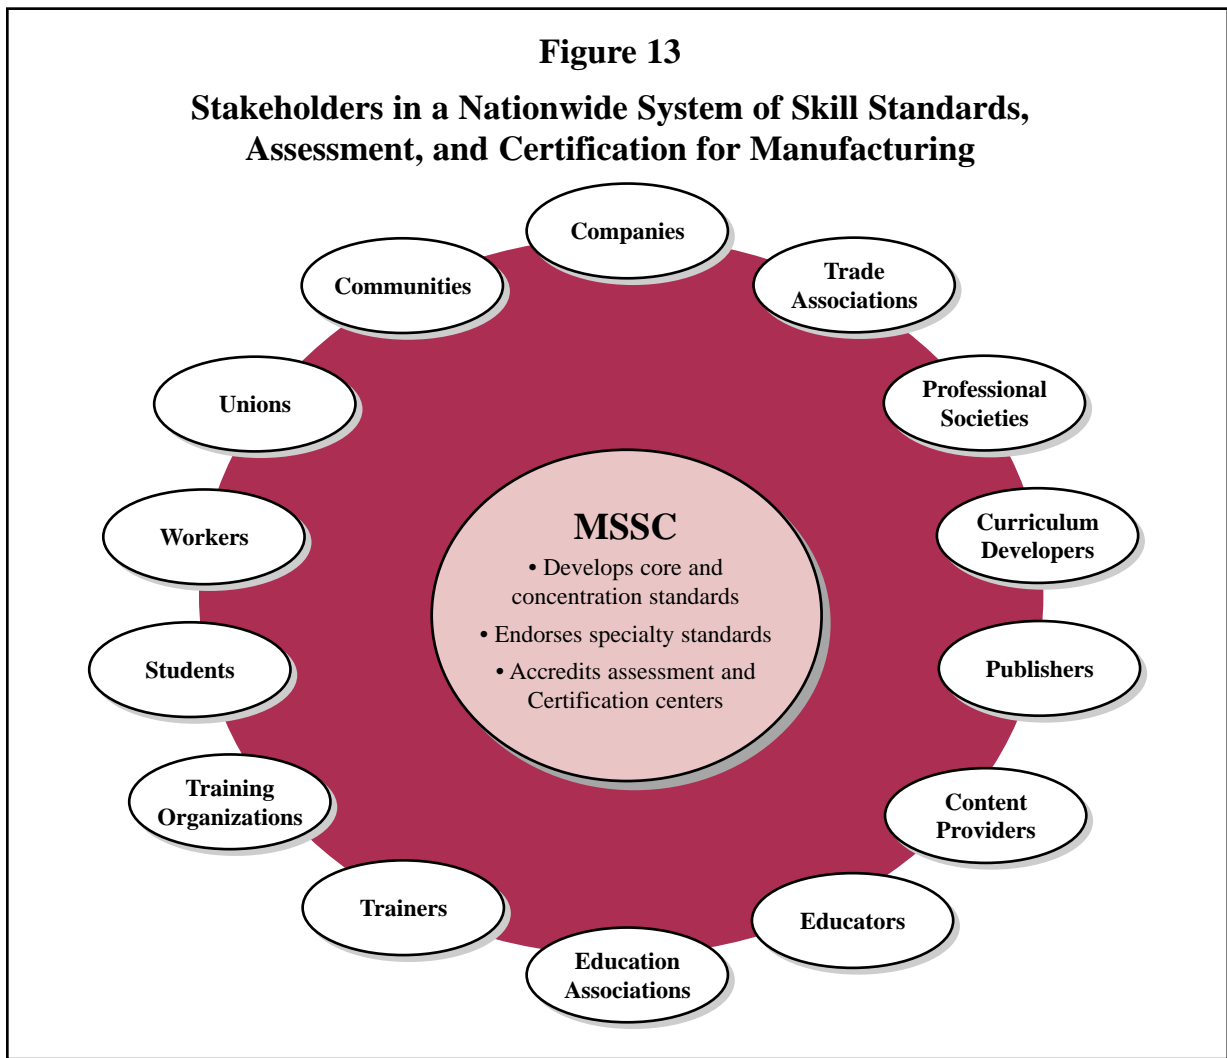 Figure 13
Stakeholders in a Nationwide System of Skill Standards,
Assessment, and Certification for Manufacturing
Companies
Trade
Associations
Professional
Societies
Curriculum
Developers
Publishers
Content
Providers
Educators
Education
Associations
Trainers
Training
Organizations
Students
Workers
Unions
Communities
MSSC
• Develops core and
concentration standards
• Endorses specialty standards
• Accredits assessment and
Certification centers